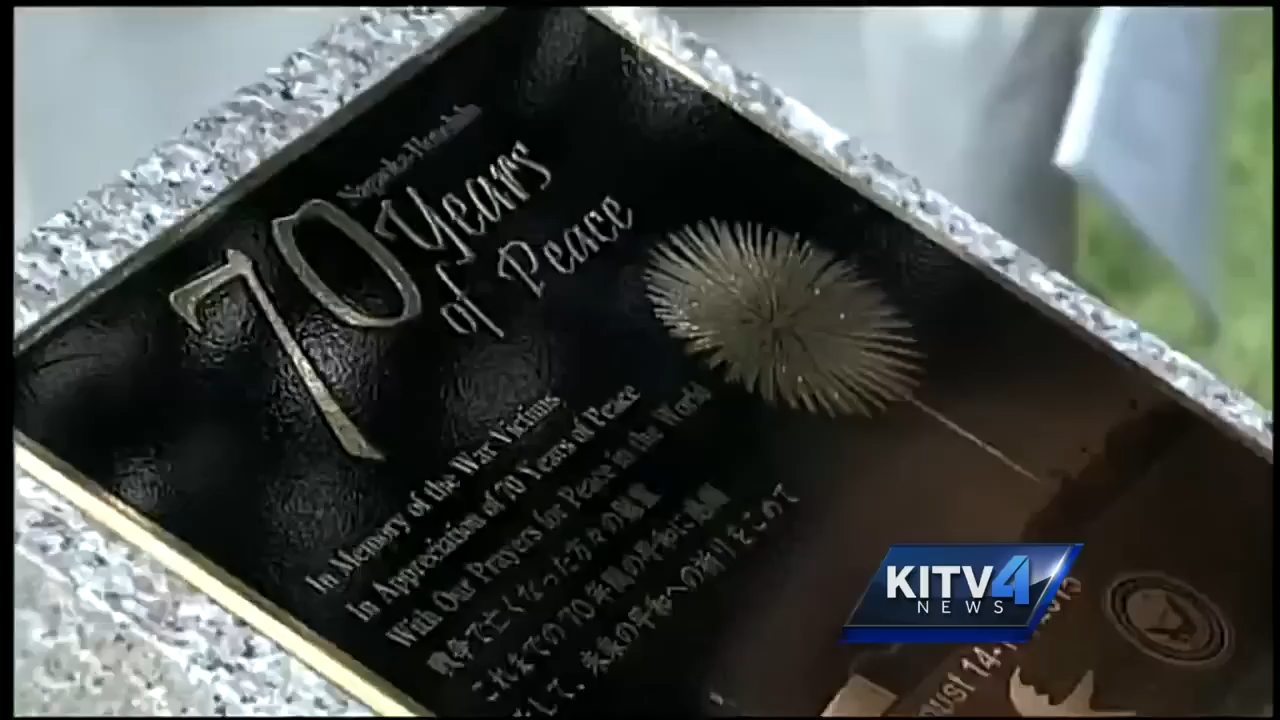 70 Years
of Peace
In Memory of the War Victims
In Appreciation of 70 Years of Peace
With Our Prayers for Peace in the World
戦争で亡くなった方々の慰霊
これまでの70年間の平和に感謝
そして、未来の平和への祈りをこめて
KITV4
NEWS